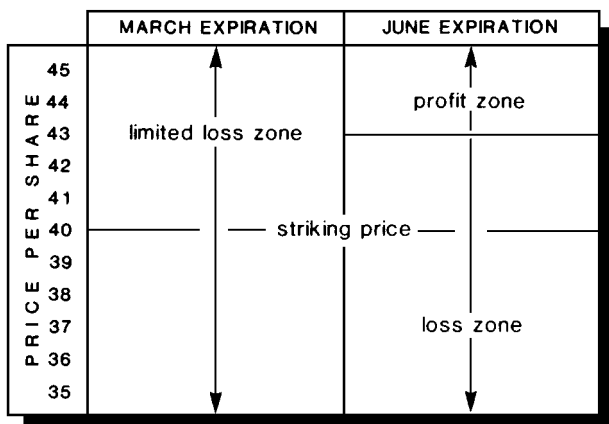 MARCH EXPIRATION JUNE EXPIRATION
PRICE PER SHARE
45
44 profit zone
43 limited loss zone
42
41
40 striking price
39
38
37 loss zone
36
35